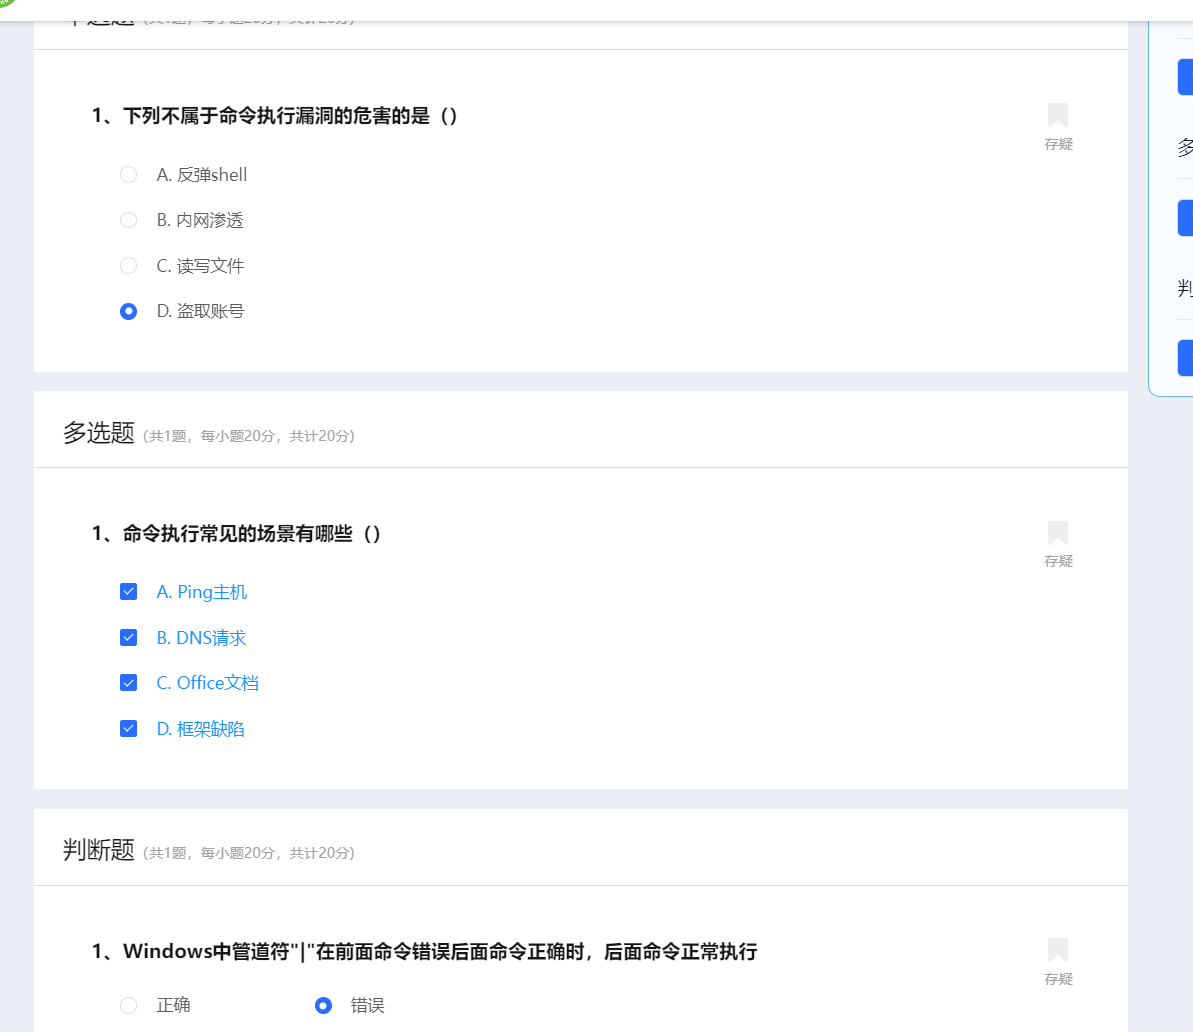 1、下列不属于命令执行漏洞的危害的是（）
存疑
A. 反弹shell
B. 内网渗透
C. 读写文件
D. 盗取账号
多选题（共1题，每小题20分，共计20分)
1、命令执行常见的场景有哪些（）
存疑
A. Ping主机
B. DNS请求
C. Office文档
D. 框架缺陷
判断题（共1题，每小题20分，共计20分)
1、Windows中管道符"|"在前面命令错误后面命令正确时，后面命令正常执行
存疑
正确 错误